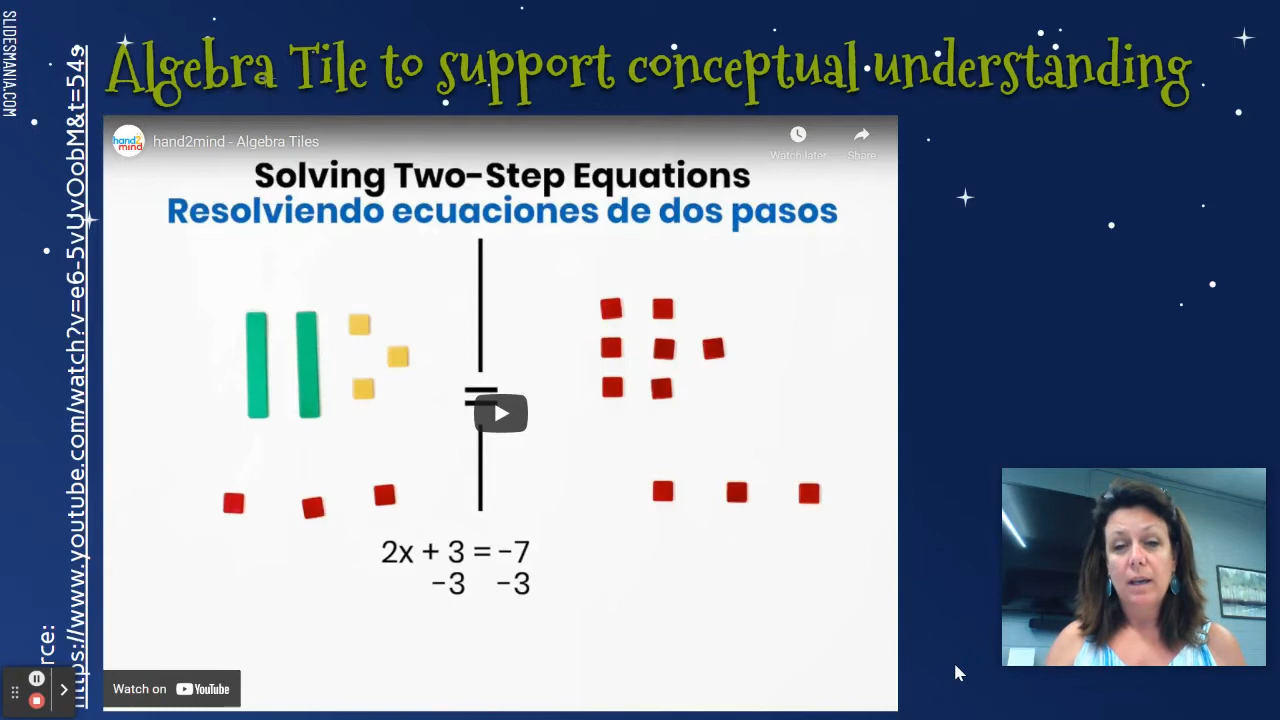 SLIDESMANIA.COM
Algebra Tile to support conceptual understanding
rce:
https://www.youtube.com/watch?v=e6-5vUvOobM&t=54s
hand2mind
hand2mind - Algebra Tiles
Watch later
Share
Solving Two-Step Equations
Resolviendo ecuaciones de dos pasos
=
2x + 3 = −7
−3 −3
Watch on YouTube